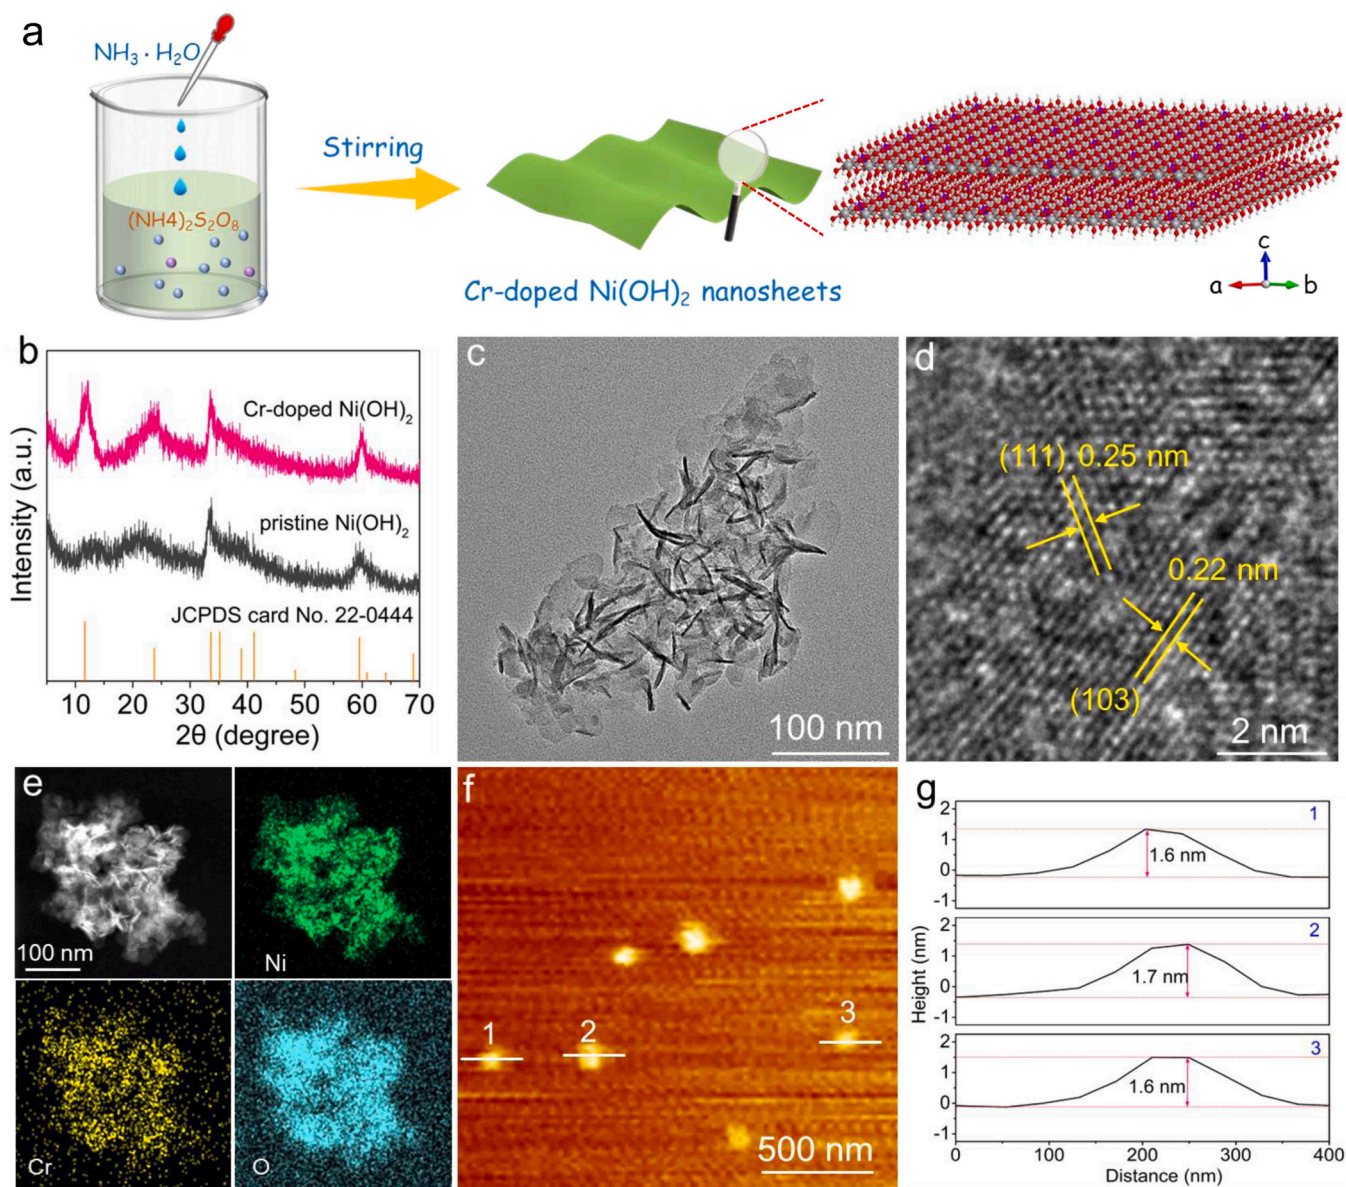 a
NH₃ · H₂O
(NH4)₂S₂O₈
Stirring
Cr-doped Ni(OH)₂ nanosheets
c
a
b
b
Cr-doped Ni(OH)₂
pristine Ni(OH)₂
JCPDS card No. 22-0444
Intensity (a.u.)
10 20 30 40 50 60 70
2θ (degree)
c
100 nm
d
(111) 0.25 nm
0.22 nm
(103)
2 nm
e
100 nm
Ni
Cr
O
f
1
2
3
500 nm
g
Height (nm)
2
1
0
-1
1
1.6 nm
2
1
0
-1
2
1.7 nm
2
1
0
-1
3
1.6 nm
0 100 200 300 400
Distance (nm)